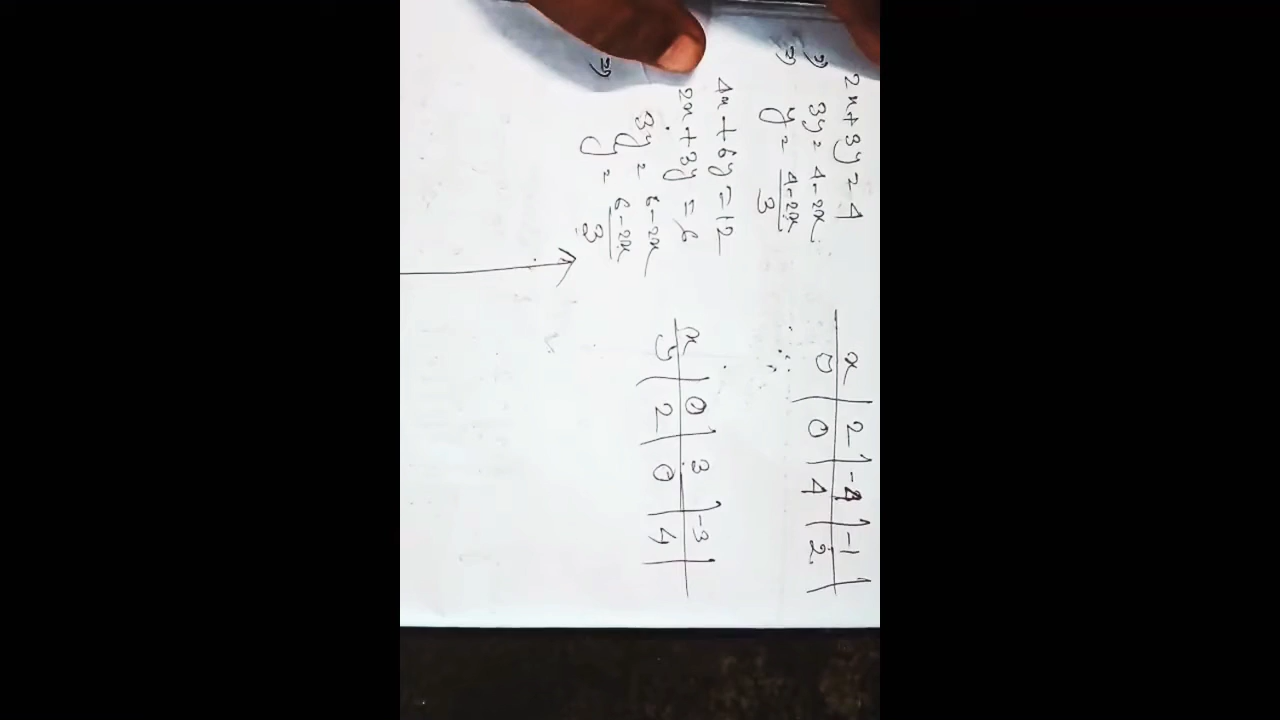 2x+3y=4
⇒ 3y=4-2x
⇒ y= 4-2x/3
x | 2 | -4 | -1 |
y | 0 | 4 | 2
4x+6y=12
2x+3y=6
3y=6-2x
⇒ y= 6-2x/3
x | 0 | 3 | -3 |
y | 2 | 0 | 4 |